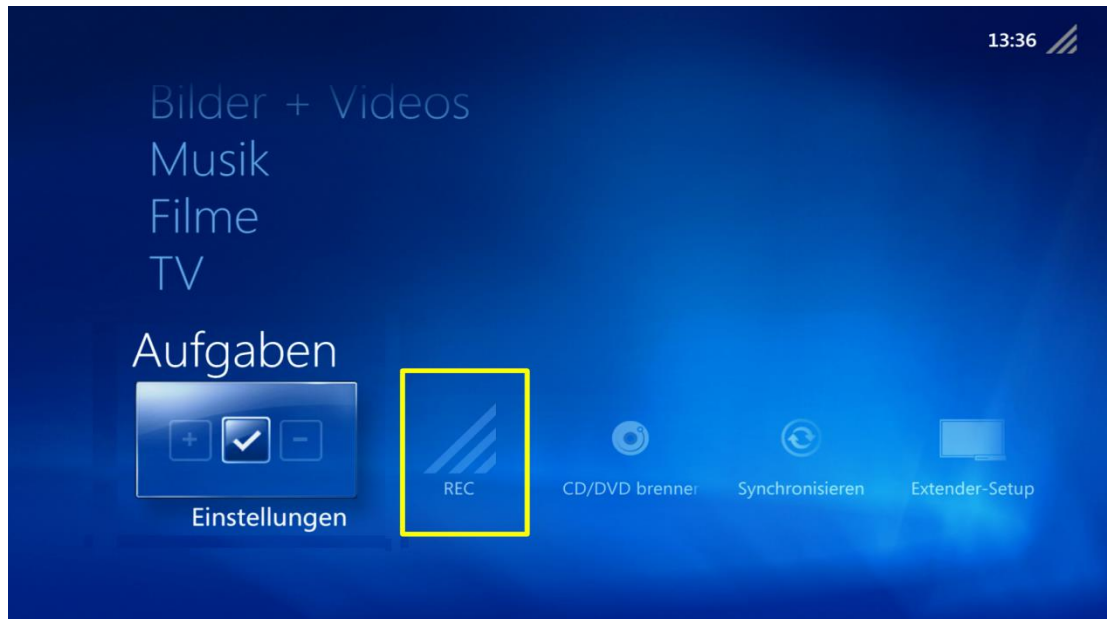 13:36
Bilder + Videos
Musik
Filme
TV
Aufgaben
REC
CD/DVD brenner
Synchronisieren
Extender-Setup
Einstellungen